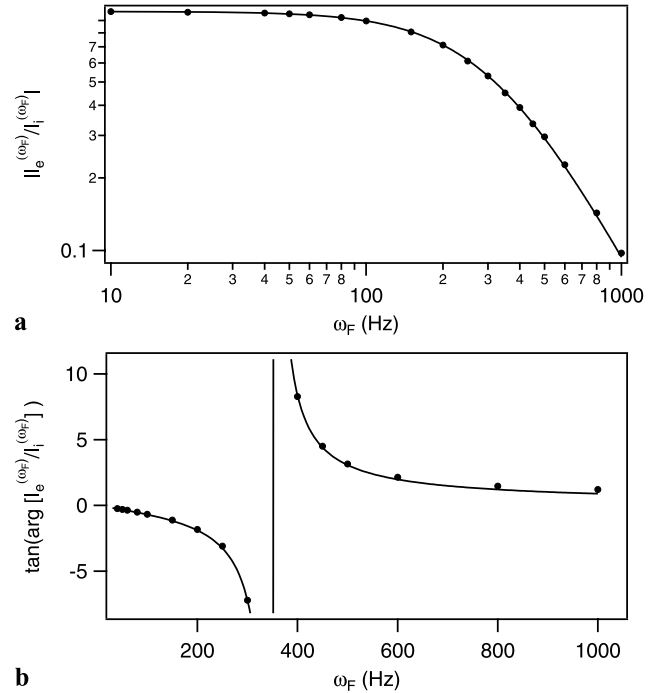 ||I_e^(ω_F)/I_i^(ω_F)|
7
6
5
4
3
2
0.1
10 2 3 4 5 6 7 8 100 2 3 4 5 6 7 8 1000
a
ω_F (Hz)
tan(arg [I_e^(ω_F)/I_i^(ω_F)] )
10
5
0
-5
200 400 600 800 1000
b
ω_F (Hz)